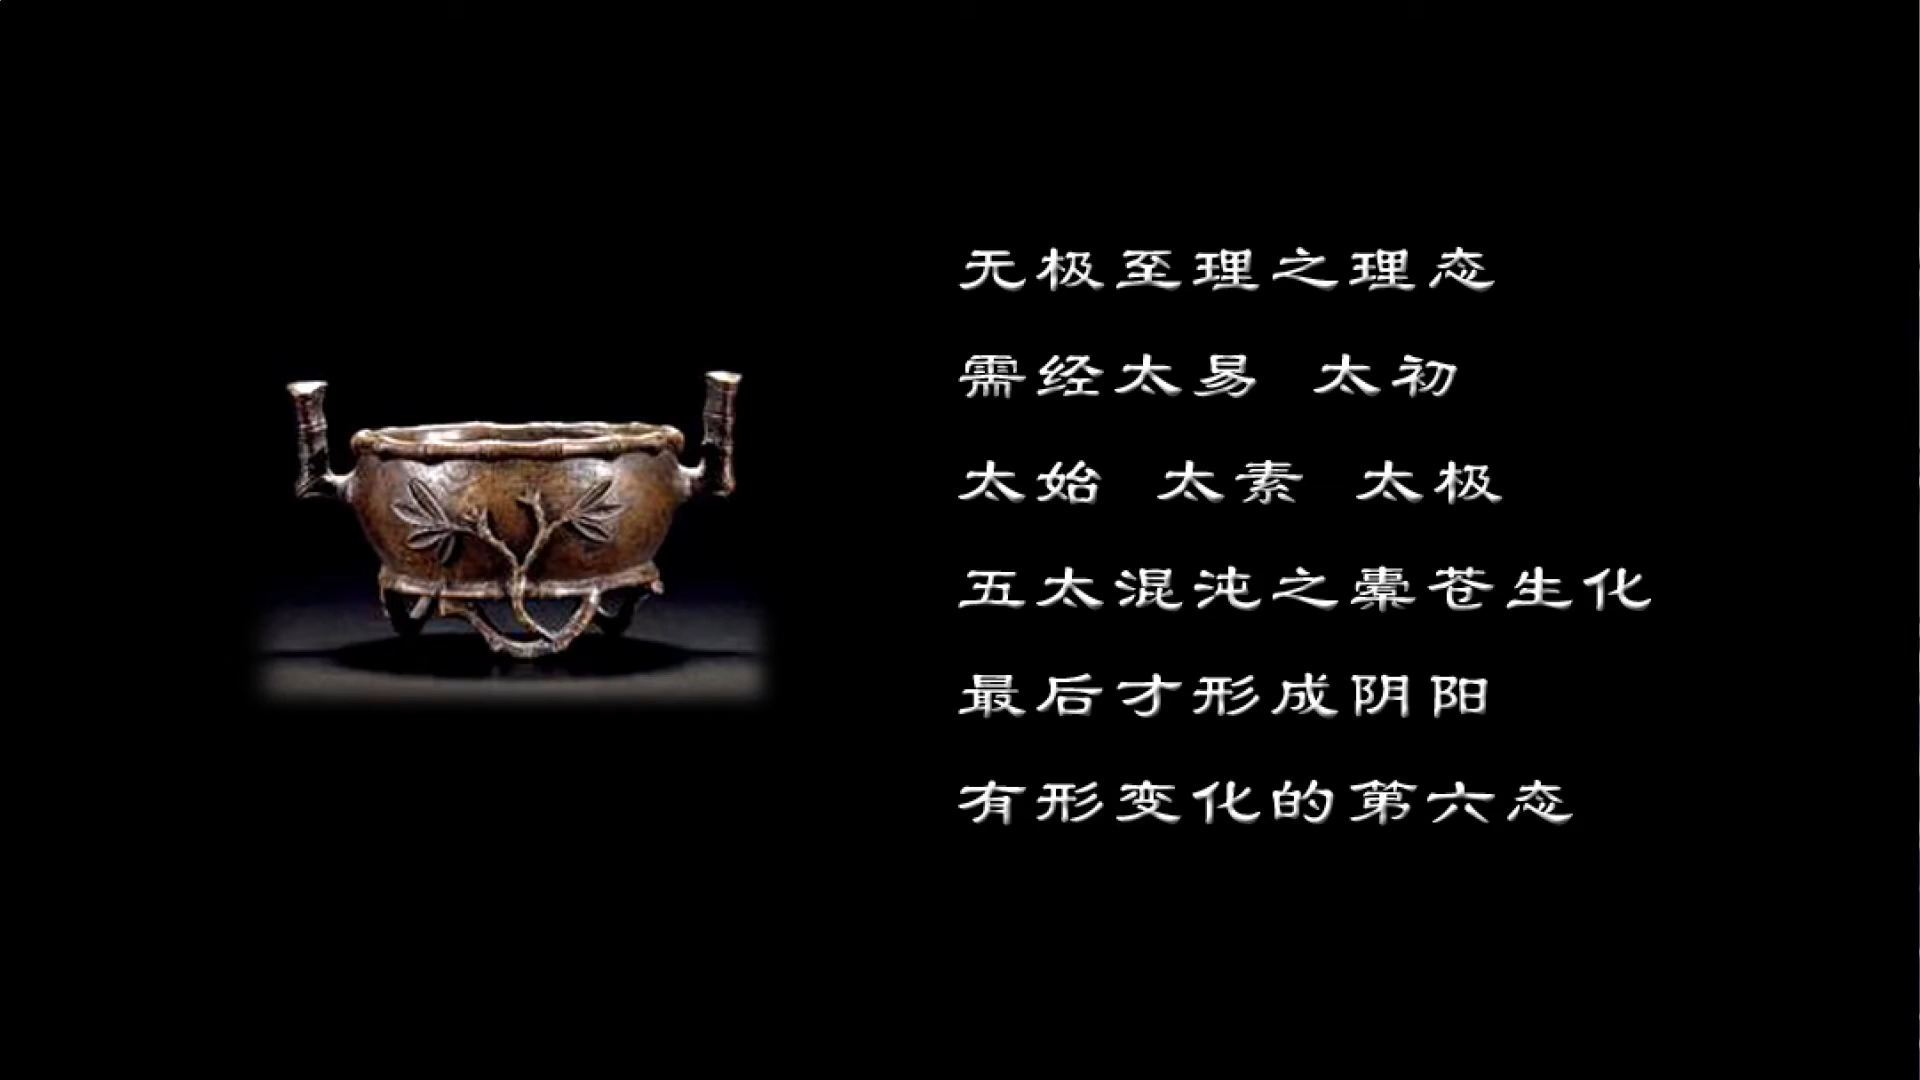 无极至理之理态
需经太易 太初
太始 太素 太极
五太混沌之橐苍生化
最后才形成阴阳
有形变化的第六态